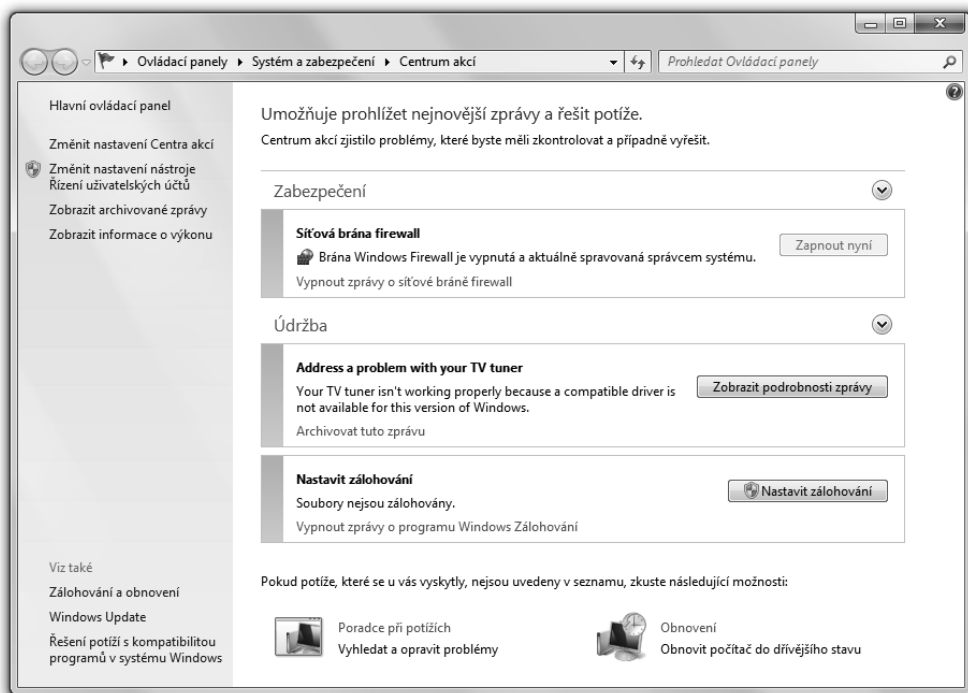 Ovládací panely ▸ Systém a zabezpečení ▸ Centrum akcí
Prohledat Ovládací panely
Hlavní ovládací panel
Změnit nastavení Centra akcí
Změnit nastavení nástroje
Řízení uživatelských účtů
Zobrazit archivované zprávy
Zobrazit informace o výkonu
Umožňuje prohlížet nejnovější zprávy a řešit potíže.
Centrum akcí zjistilo problémy, které byste měli zkontrolovat a případně vyřešit.
Zabezpečení
Síťová brána firewall
Brána Windows Firewall je vypnutá a aktuálně spravovaná správcem systému.
Zapnout nyní
Vypnout zprávy o síťové bráně firewall
Údržba
Address a problem with your TV tuner
Your TV tuner isn't working properly because a compatible driver is
not available for this version of Windows.
Zobrazit podrobnosti zprávy
Archivovat tuto zprávu
Nastavit zálohování
Soubory nejsou zálohovány.
Nastavit zálohování
Vypnout zprávy o programu Windows Zálohování
Viz také
Zálohování a obnovení
Windows Update
Řešení potíží s kompatibilitou
programů v systému Windows
Pokud potíže, které se u vás vyskytly, nejsou uvedeny v seznamu, zkuste následující možnosti:
Poradce při potížích
Vyhledat a opravit problémy
Obnovení
Obnovit počítač do dřívějšího stavu